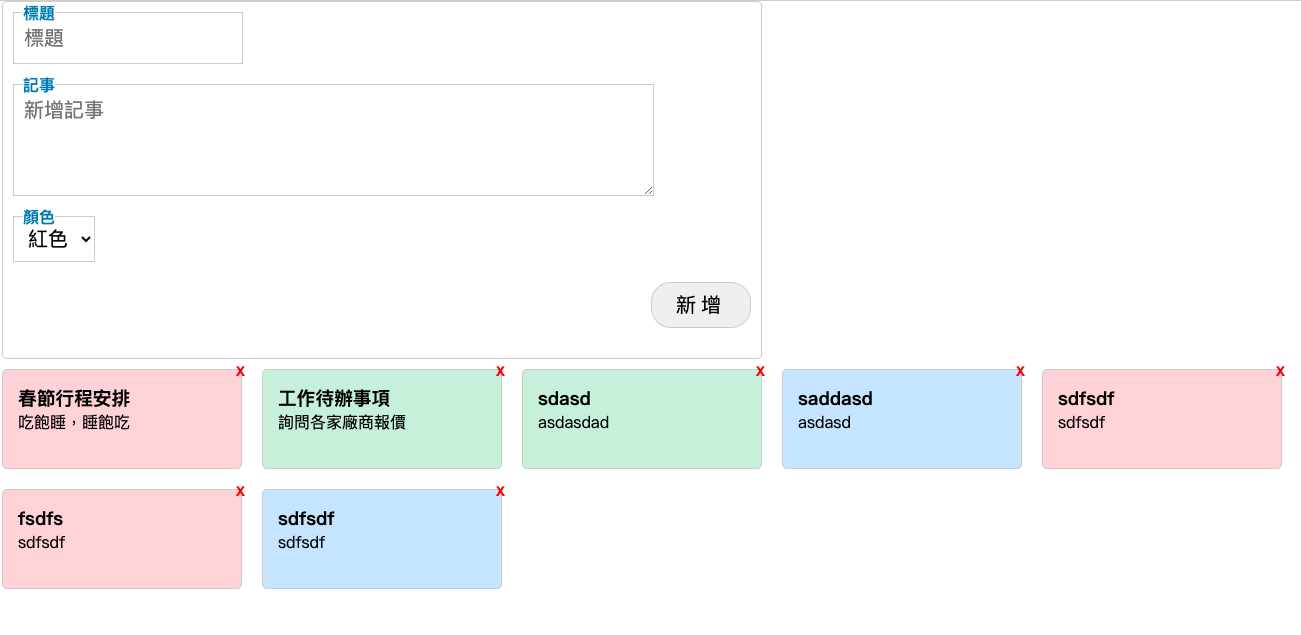 標題
標題
記事
新增記事
顏色
紅色
新 增
x x x x x
春節行程安排 工作待辦事項 sdasd saddasd sdfsdf
吃飽睡，睡飽吃 詢問各家廠商報價 asdasdad asdasd sdfsdf
x x
fsdfs sdfsdf
sdfsdf sdfsdf